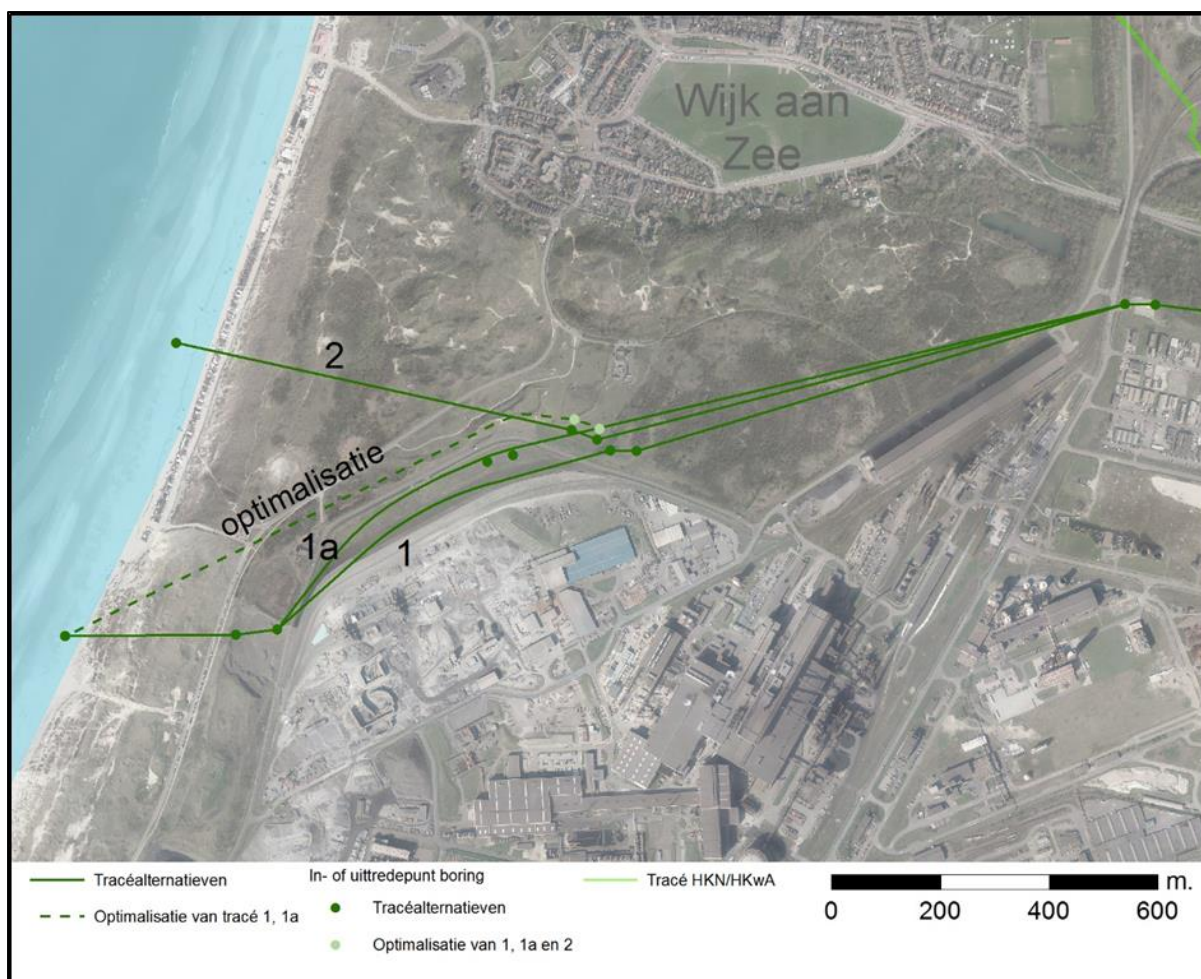 Wijk aan
Zee
2
optimalisatie
1a
1
Tracéalternatieven
Optimalisatie van tracé 1, 1a
In- of uittredepunt boring
Tracéalternatieven
Optimalisatie van 1, 1a en 2
Tracé HKN/HKwA
m.
0 200 400 600